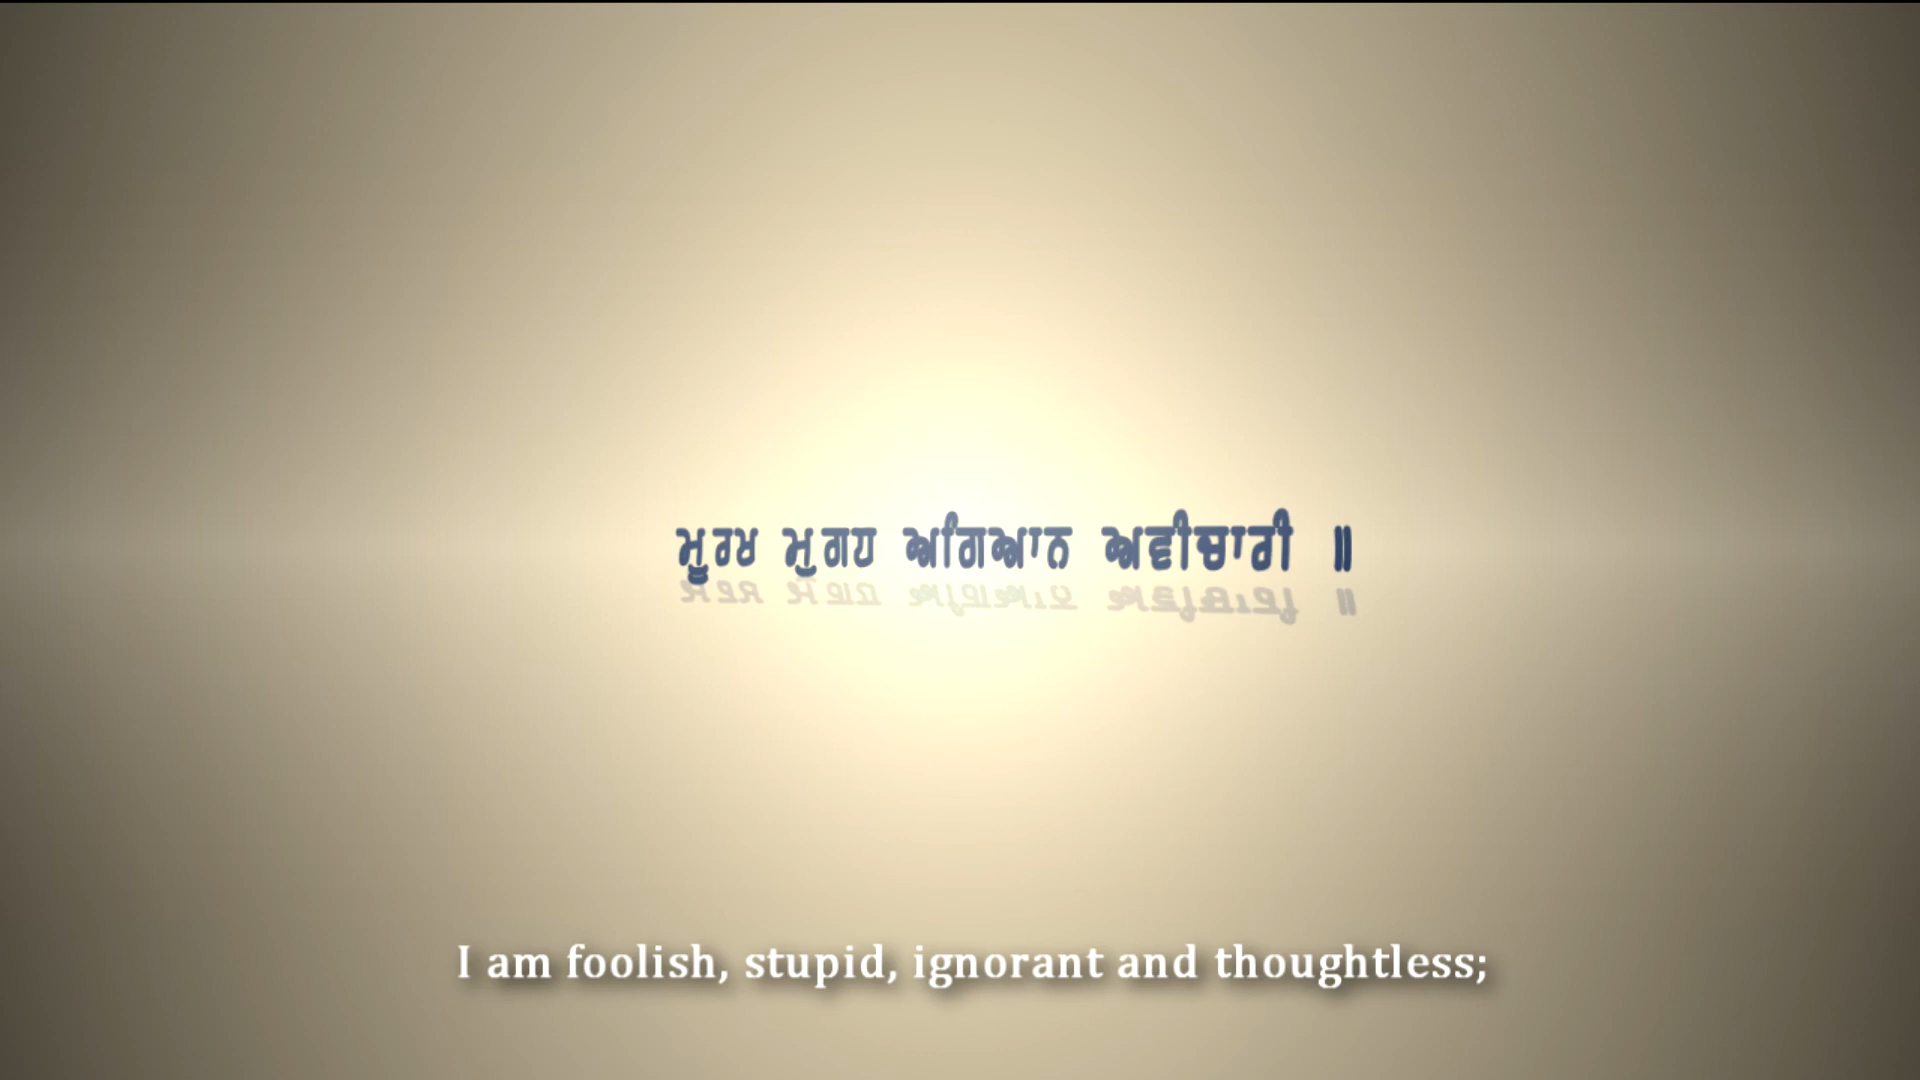 ਮੂਰਖ ਮੁਗਧ ਅਗਿਆਨ ਅਵੀਚਾਰੀ ॥
I am foolish, stupid, ignorant and thoughtless;